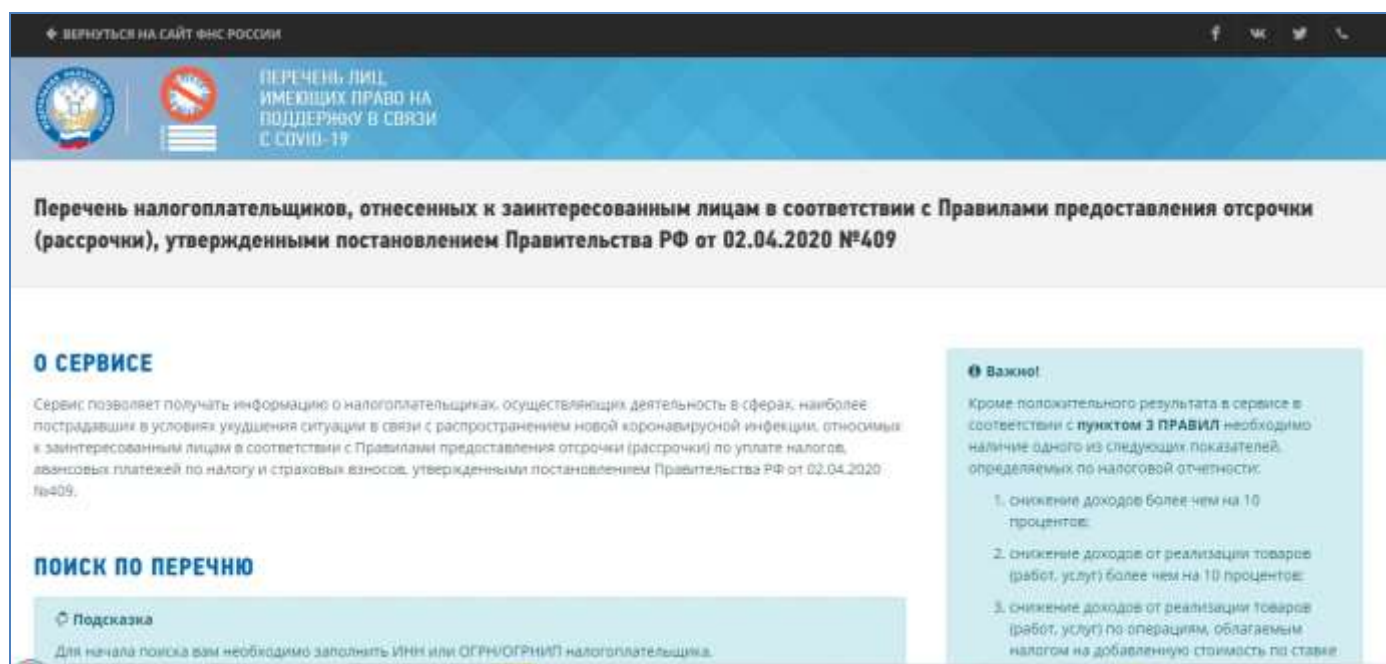 ВЕРНУТЬСЯ НА САЙТ ФНС РОССИИ
ПЕРЕЧЕНЬ ЛИЦ,
ИМЕЮЩИХ ПРАВО НА
ПОДДЕРЖКУ В СВЯЗИ
С COVID-19
Перечень налогоплательщиков, отнесенных к заинтересованным лицам в соответствии с Правилами предоставления отсрочки
(рассрочки), утвержденными постановлением Правительства РФ от 02.04.2020 №409
О СЕРВИСЕ
Сервис позволяет получать информацию о налогоплательщиках, осуществляющих деятельность в сферах, наиболее
пострадавших в условиях ухудшения ситуации в связи с распространением новой коронавирусной инфекции, относимых
к заинтересованным лицам в соответствии с Правилами предоставления отсрочки (рассрочки) по уплате налогов,
авансовых платежей по налогу и страховых взносов, утвержденными постановлением Правительства РФ от 02.04.2020
№409.
ПОИСК ПО ПЕРЕЧНЮ
Подсказка
Для начала поиска вам необходимо заполнить ИНН или ОГРН/ОГРНИП налогоплательщика.
Важно!
Кроме положительного результата в сервисе в
соответствии с пунктом 3 ПРАВИЛ необходимо
наличие одного из следующих показателей,
определяемых по налоговой отчетности:
1. снижение доходов более чем на 10
процентов;
2. снижение доходов от реализации товаров
(работ, услуг) более чем на 10 процентов;
3. снижение доходов от реализации товаров
(работ, услуг) по операциям, облагаемым
налогом на добавленную стоимость по ставке